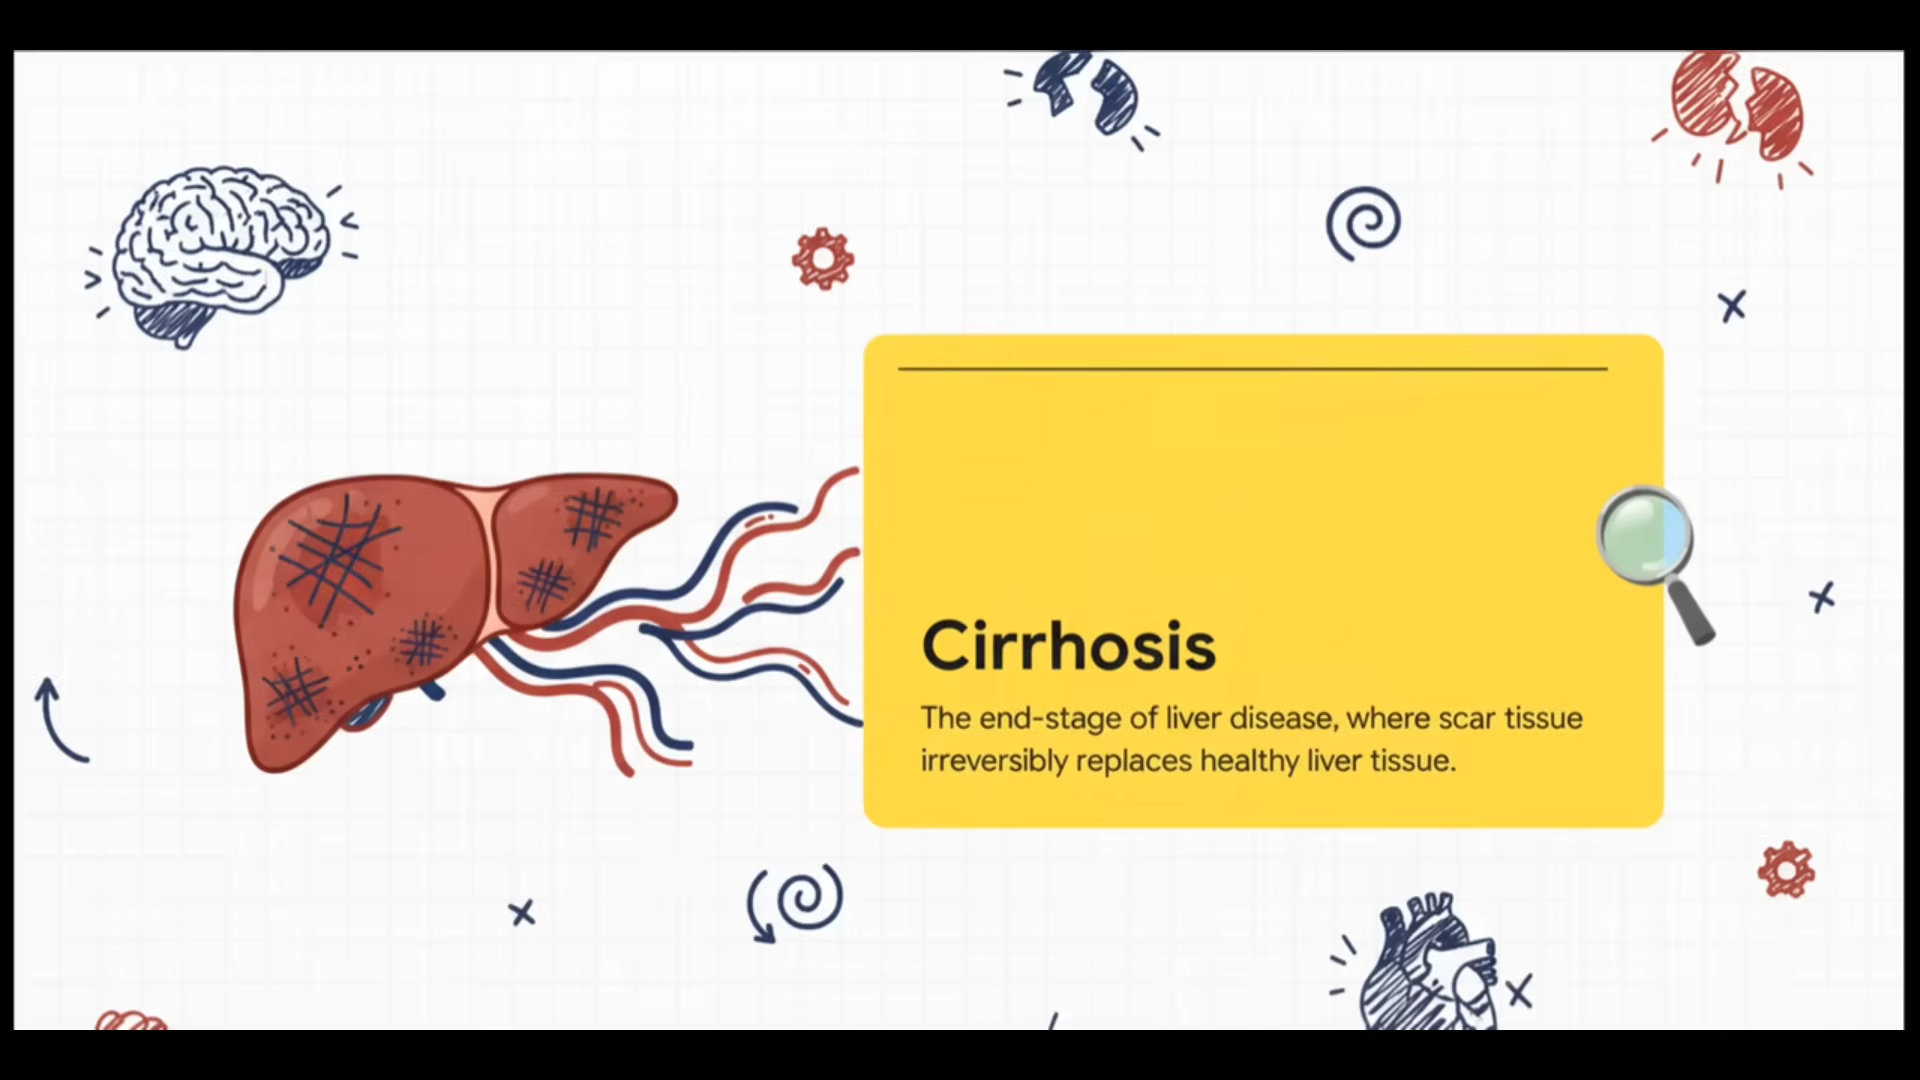 Cirrhosis
The end-stage of liver disease, where scar tissue
irreversibly replaces healthy liver tissue.